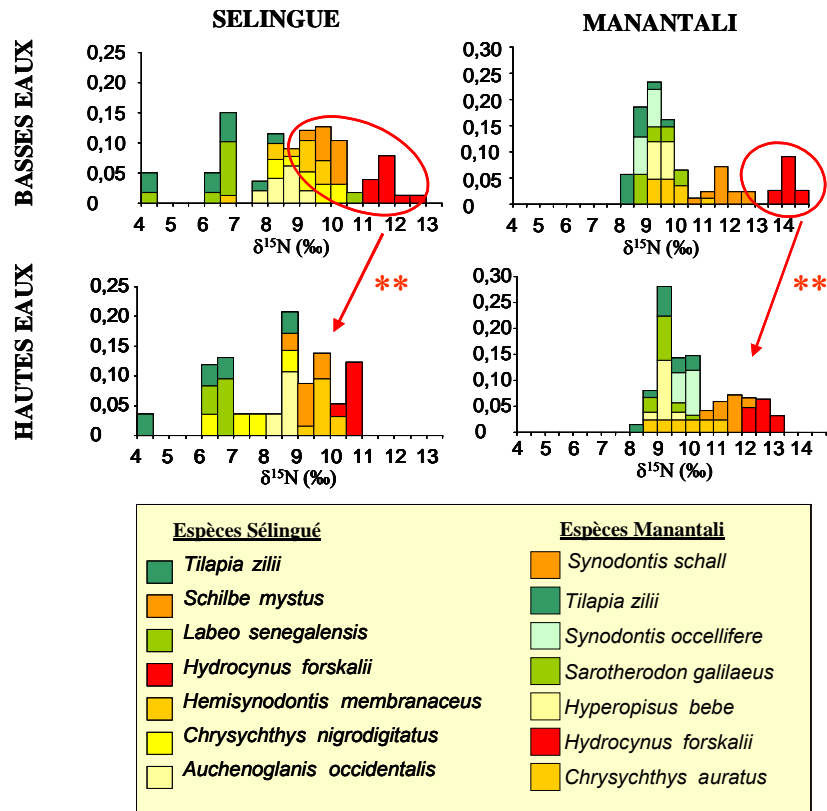 SELINGUE
MANANTALI
BASSES EAUX
0,25
0,20
0,15
0,10
0,05
0
4 5 6 7 8 9 10 11 12 13
δ¹⁵N (‰)
0,30
0,25
0,20
0,15
0,10
0,05
0
4 5 6 7 8 9 10 11 12 13 14
δ¹⁵N (‰)
**
**
HAUTES EAUX
0,25
0,20
0,15
0,10
0,05
0
4 5 6 7 8 9 10 11 12 13
δ¹⁵N (‰)
0,30
0,25
0,20
0,15
0,10
0,05
0
4 5 6 7 8 9 10 11 12 13 14
δ¹⁵N (‰)
Espèces Sélingué
Tilapia zilii
Schilbe mystus
Labeo senegalensis
Hydrocynus forskalii
Hemisynodontis membranaceus
Chrysychthys nigrodigitatus
Auchenoglanis occidentalis
Espèces Manantali
Synodontis schall
Tilapia zilii
Synodontis occellifere
Sarotherodon galilaeus
Hyperopisus bebe
Hydrocynus forskalii
Chrysychthys auratus